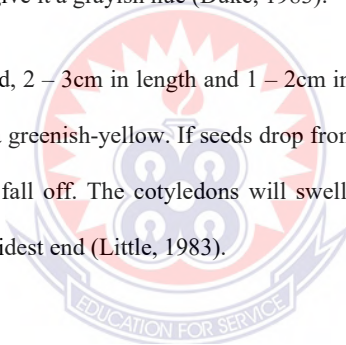 give it a grayish hue (Duke, 1983).
d, 2 – 3cm in length and 1 – 2cm in
greenish-yellow. If seeds drop from
fall off. The cotyledons will swell
idest end (Little, 1983).
EDUCATION FOR SERVICE